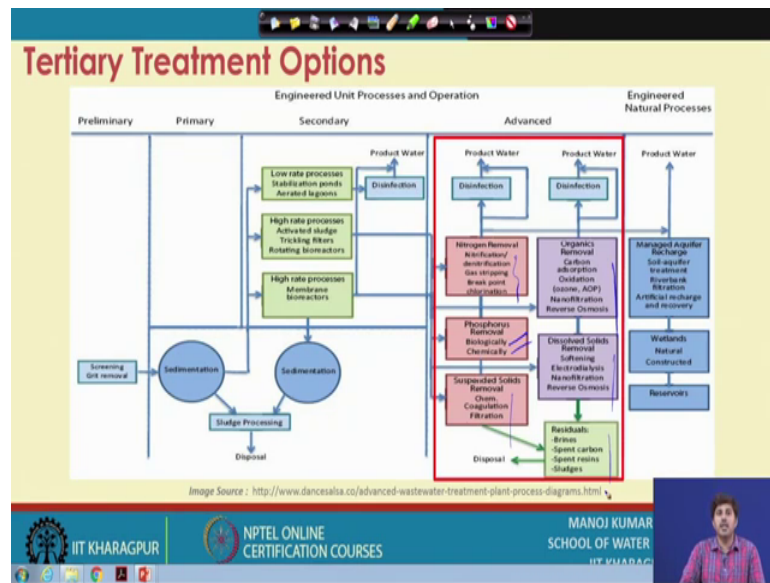 Tertiary Treatment Options
Engineered Unit Processes and Operation
Engineered
Natural Processes
Preliminary
Primary
Secondary
Advanced
Screening
Grit removal
Sedimentation
Sedimentation
Sludge Processing
Disposal
Low rate processes
Stabilization ponds
Aerated lagoons
High rate processes
Activated sludge
Trickling filters
Rotating bioreactors
High rate processes
Membrane
bioreactors
Product Water
Disinfection
Product Water
Disinfection
Nitrogen Removal
Nitrification/
denitrification
Gas stripping
Break point
chlorination
Phosphorus
Removal
Biologically
Chemically
Suspended Solids
Removal
Chem.
Coagulation
Filtration
Product Water
Disinfection
Organics
Removal
Carbon
adsorption
Oxidation
(ozone, AOP)
Nanofiltration
Reverse Osmosis
Dissolved Solids
Removal
Softening
Electrodialysis
Nanofiltration
Reverse Osmosis
Residuals:
-Brines
-Spent carbon
-Spent resins
-Sludges
Disposal
Product Water
Managed Aquifer
Recharge
Soil-aquifer
treatment
Riverbank
filtration
Artificial recharge
and recovery
Wetlands
Natural
Constructed
Reservoirs
Image Source : http://www.dancesalsa.co/advanced-wastewater-treatment-plant-process-diagrams.html
IIT KHARAGPUR
NPTEL ONLINE
CERTIFICATION COURSES
MANOJ KUMAR
SCHOOL OF WATER